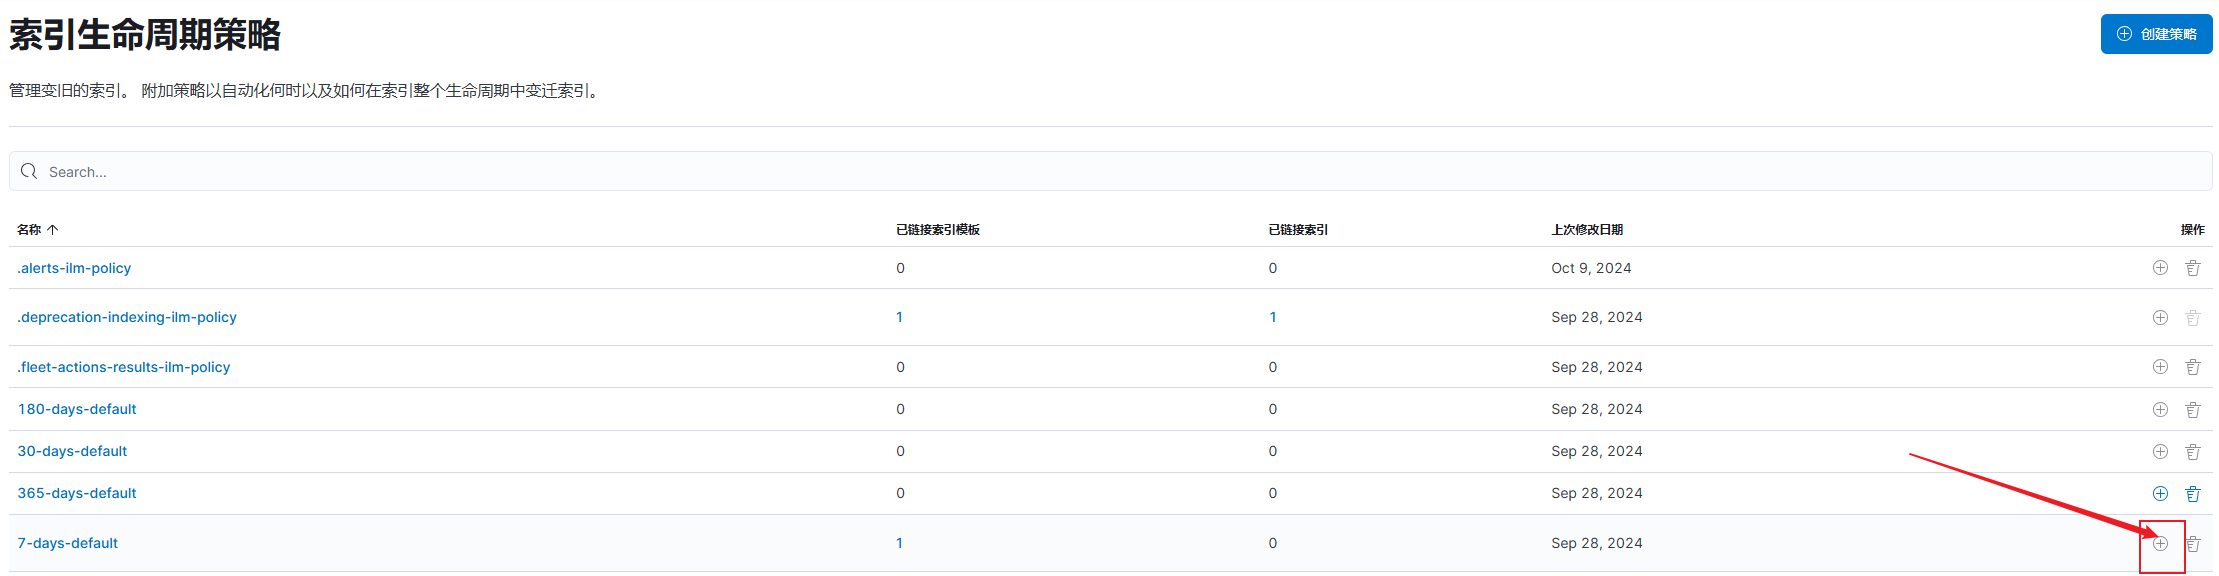 索引生命周期策略
创建策略
管理变旧的索引。 附加策略以自动化何时以及如何在索引整个生命周期中变迁索引。
Search...
名称 已链接索引模板 已链接索引 上次修改日期 操作
.alerts-ilm-policy 0 0 Oct 9, 2024
.deprecation-indexing-ilm-policy 1 1 Sep 28, 2024
.fleet-actions-results-ilm-policy 0 0 Sep 28, 2024
180-days-default 0 0 Sep 28, 2024
30-days-default 0 0 Sep 28, 2024
365-days-default 0 0 Sep 28, 2024
7-days-default 1 0 Sep 28, 2024